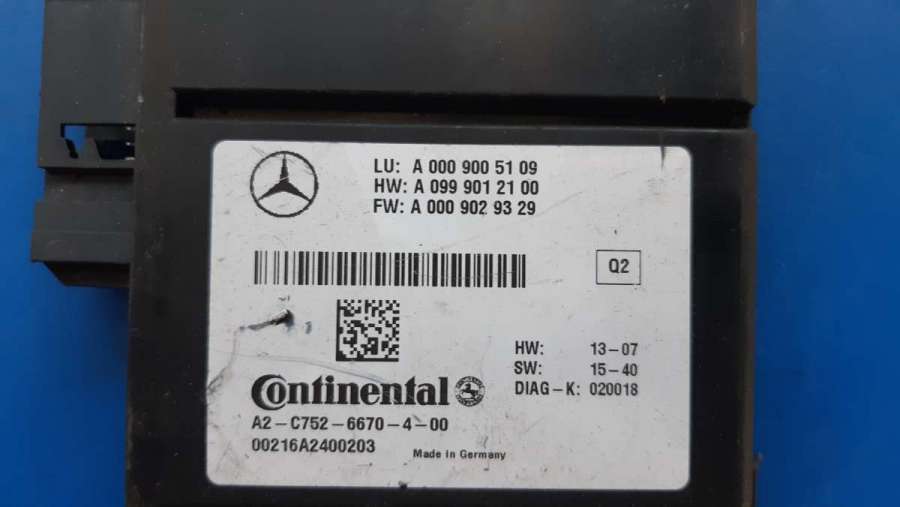 LU: A 000 900 51 09
HW: A 099 901 21 00
FW: A 000 902 93 29
Q2
HW: 13-07
SW: 15-40
DIAG-K: 020018
Continental
A2-C752-6670-4-00
00216A2400203
Made in Germany